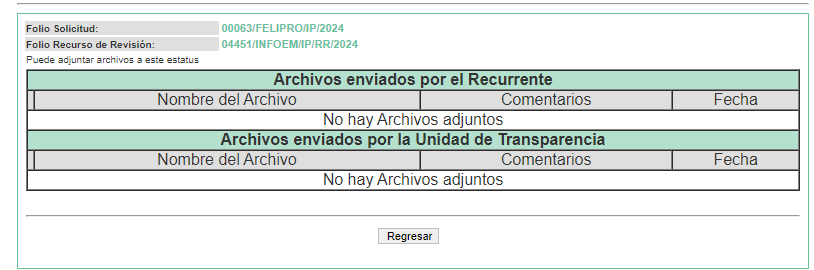 Folio Solicitud: 00063/FELIPRO/IP/2024
Folio Recurso de Revisión: 04451/INFOEM/IP/RR/2024
Puede adjuntar archivos a este estatus
Archivos enviados por el Recurrente
Nombre del Archivo Comentarios Fecha
No hay Archivos adjuntos
Archivos enviados por la Unidad de Transparencia
Nombre del Archivo Comentarios Fecha
No hay Archivos adjuntos
Regresar